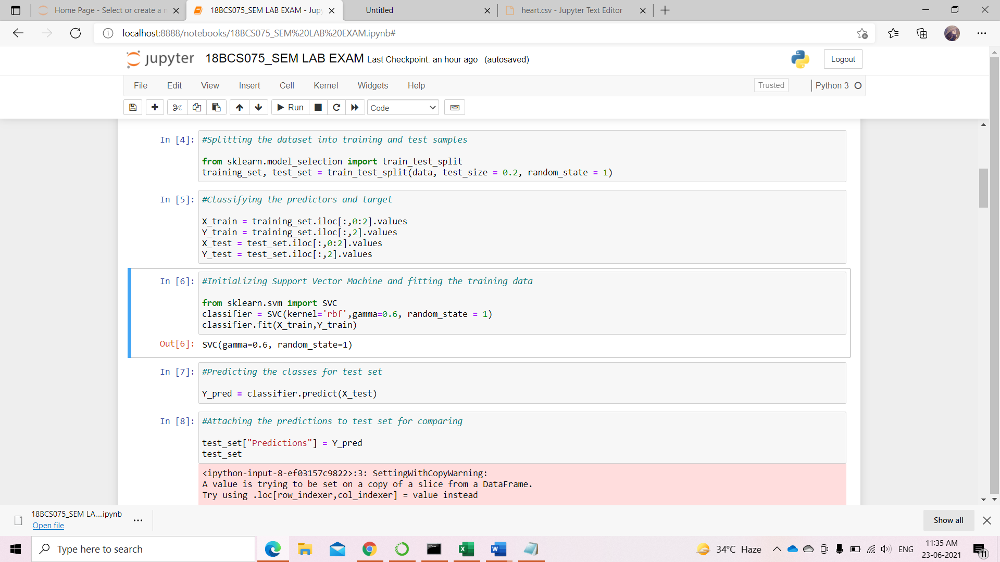 Home Page - Select or create a n
18BCS075_SEM LAB EXAM - Jup
Untitled
heart.csv - Jupyter Text Editor
localhost:8888/notebooks/18BCS075_SEM%20LAB%20EXAM.ipynb#
jupyter 18BCS075_SEM LAB EXAM Last Checkpoint: an hour ago (autosaved)
Logout
File Edit View Insert Cell Kernel Widgets Help
Trusted
Python 3
Run
Code
In [4]: #Splitting the dataset into training and test samples
from sklearn.model_selection import train_test_split
training_set, test_set = train_test_split(data, test_size = 0.2, random_state = 1)
In [5]: #Classifying the predictors and target
X_train = training_set.iloc[:,0:2].values
Y_train = training_set.iloc[:,2].values
X_test = test_set.iloc[:,0:2].values
Y_test = test_set.iloc[:,2].values
In [6]: #Initializing Support Vector Machine and fitting the training data
from sklearn.svm import SVC
classifier = SVC(kernel='rbf',gamma=0.6, random_state = 1)
classifier.fit(X_train,Y_train)
Out[6]: SVC(gamma=0.6, random_state=1)
In [7]: #Predicting the classes for test set
Y_pred = classifier.predict(X_test)
In [8]: #Attaching the predictions to test set for comparing
test_set["Predictions"] = Y_pred
test_set
<ipython-input-8-ef03157c9822>:3: SettingWithCopyWarning:
A value is trying to be set on a copy of a slice from a DataFrame.
Try using .loc[row_indexer,col_indexer] = value instead
18BCS075_SEM LA....ipynb
Open file
Show all
Type here to search
34°C Haze
ENG
11:35 AM
23-06-2021
11